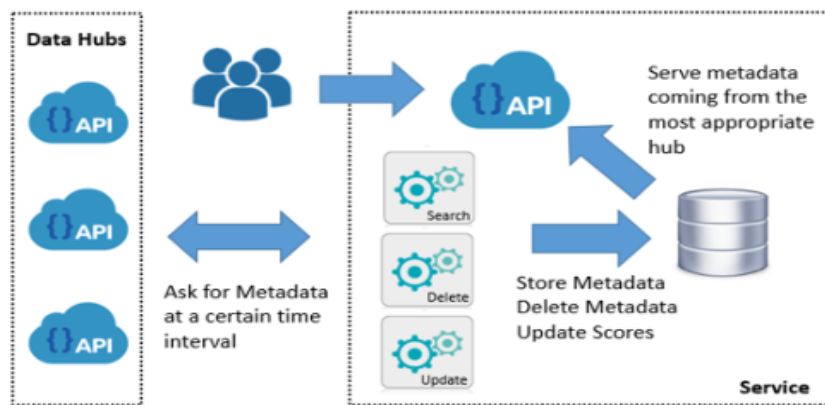 Data Hubs
{} API
{} API
{} API
Ask for Metadata
at a certain time
interval
{} API
Search
Delete
Update
Serve metadata
coming from the
most appropriate
hub
Store Metadata
Delete Metadata
Update Scores
Service